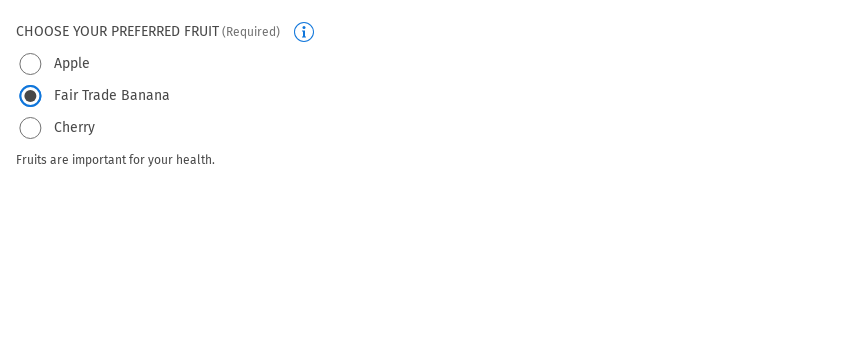 CHOOSE YOUR PREFERRED FRUIT (Required)
Apple
Fair Trade Banana
Cherry
Fruits are important for your health.